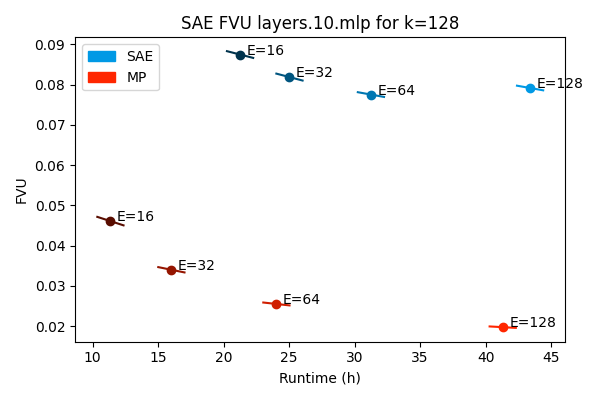 SAE FVU layers.10.mlp for k=128
SAE
MP
E=16
E=32
E=64
E=128
E=16
E=32
E=64
E=128
FVU
0.09
0.08
0.07
0.06
0.05
0.04
0.03
0.02
10
15
20
25
30
35
40
45
Runtime (h)